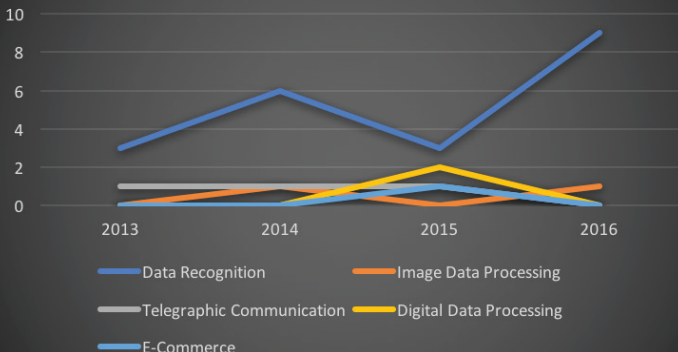 10
8
6
4
2
0
2013 2014 2015 2016
Data Recognition Image Data Processing
Telegraphic Communication Digital Data Processing
E-Commerce